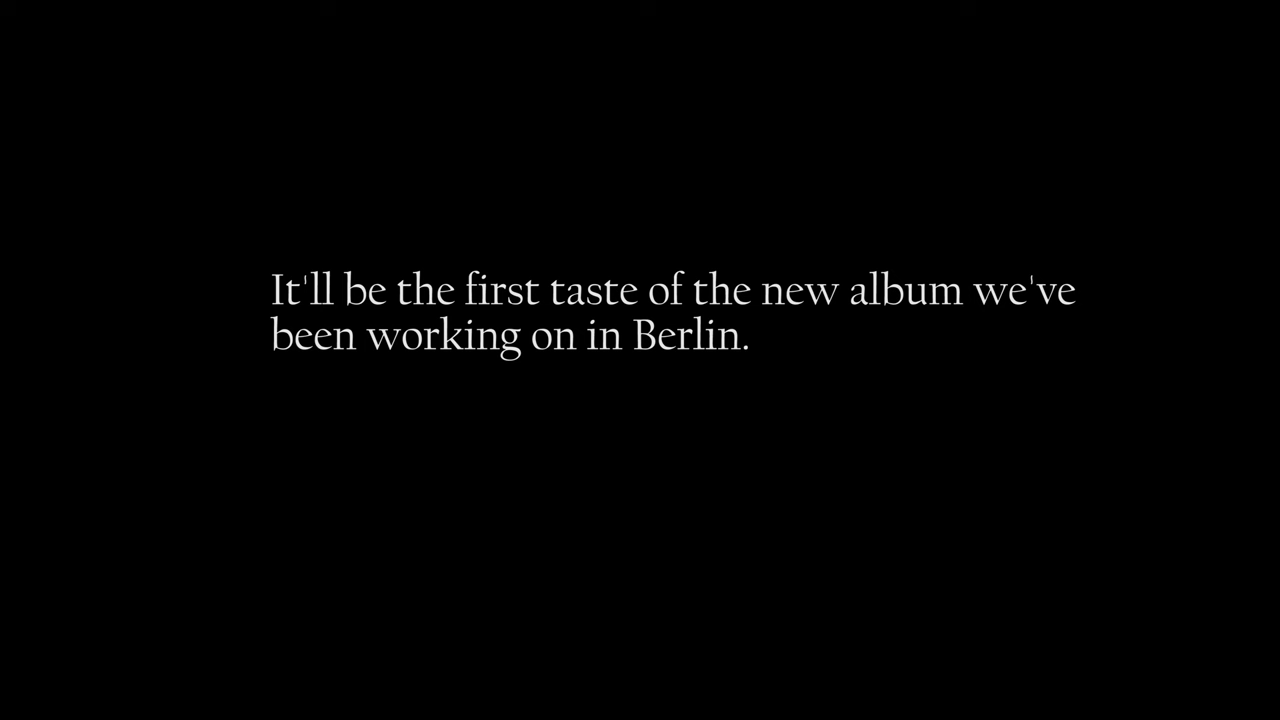 It'll be the first taste of the new album we've
been working on in Berlin.